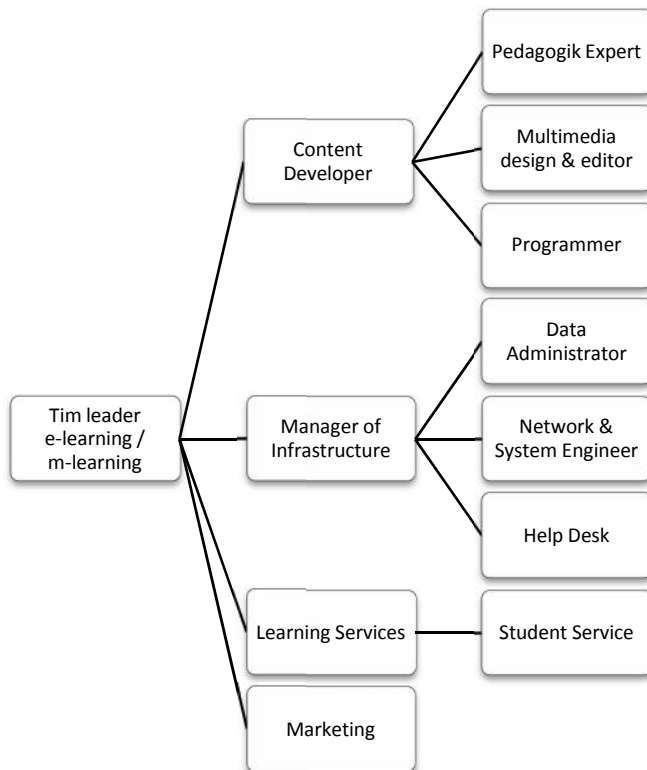 Pedagogik Expert
Content
Developer
Multimedia
design & editor
Programmer
Data
Administrator
Tim leader
e-learning /
m-learning
Manager of
Infrastructure
Network &
System Engineer
Help Desk
Learning Services
Student Service
Marketing